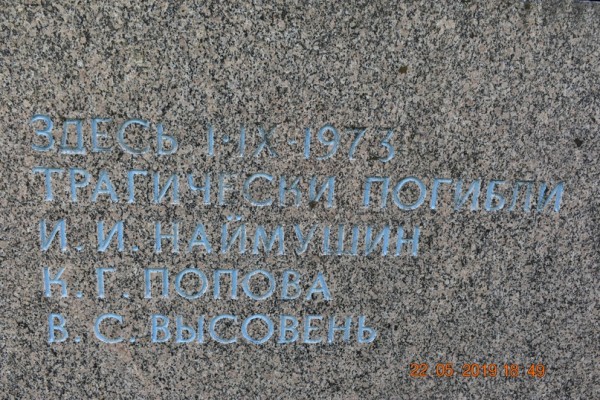 ЗДЕСЬ 1·IX-1973
ТРАГИЧЕСКИ ПОГИБЛИ
И. И. НАЙМУШИН
К. Г. ПОПОВА
В. С. ВЫСОВЕНЬ
22-05-2019 18:49